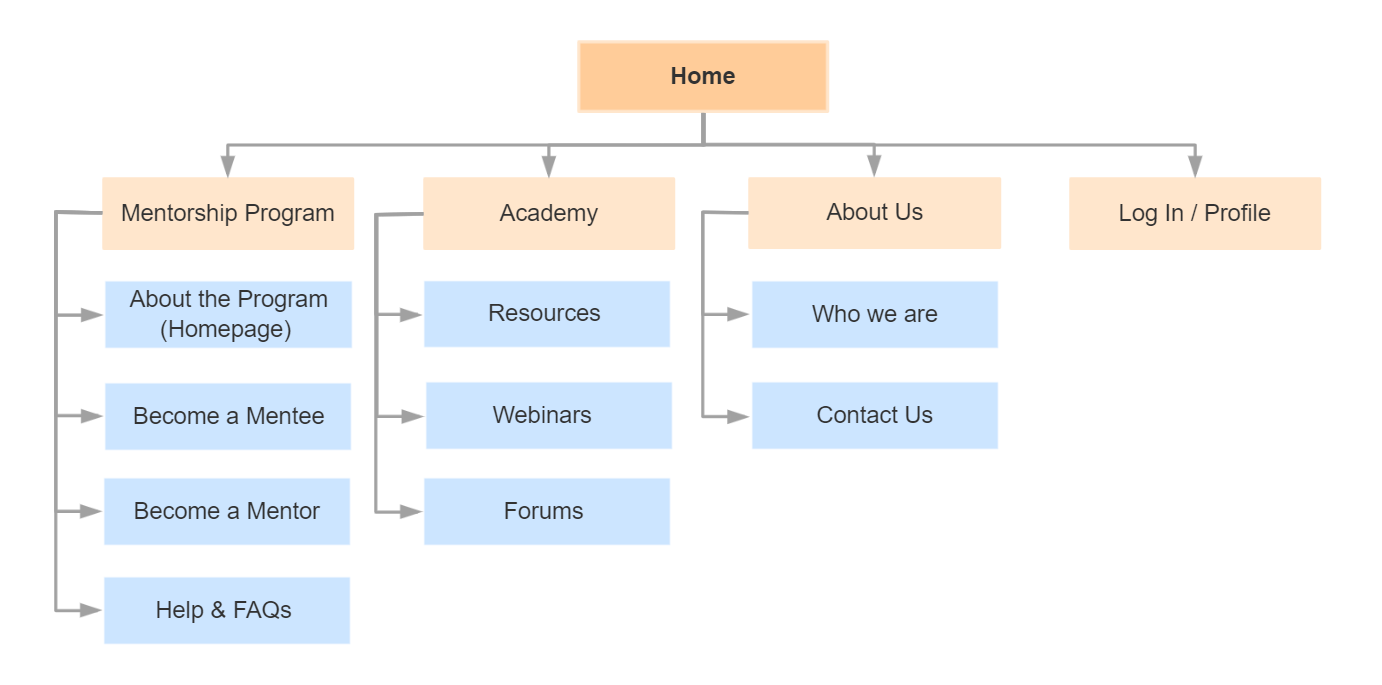 Home
Mentorship Program
Academy
About Us
Log In / Profile
About the Program
(Homepage)
Resources
Who we are
Become a Mentee
Webinars
Contact Us
Become a Mentor
Forums
Help & FAQs